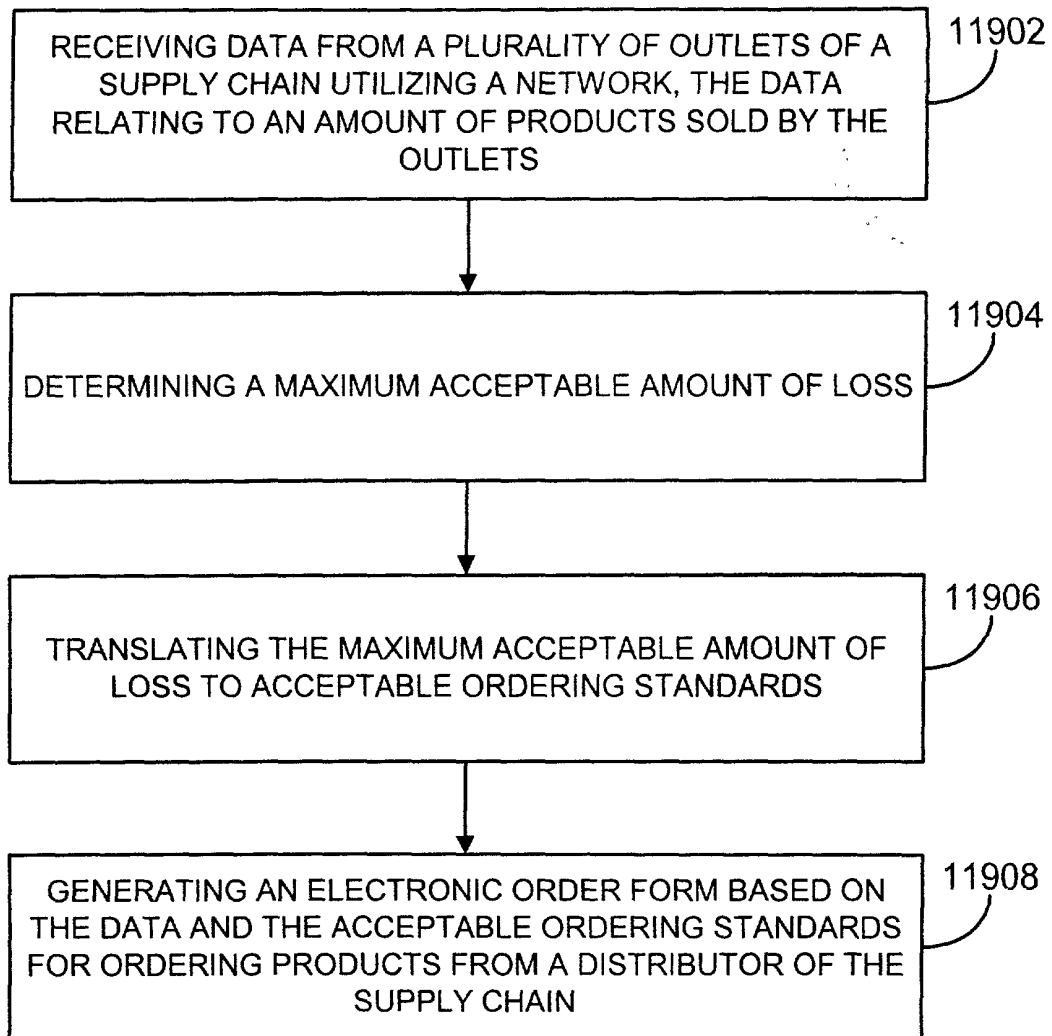 RECEIVING DATA FROM A PLURALITY OF OUTLETS OF A
SUPPLY CHAIN UTILIZING A NETWORK, THE DATA
RELATING TO AN AMOUNT OF PRODUCTS SOLD BY THE
OUTLETS
11902
DETERMINING A MAXIMUM ACCEPTABLE AMOUNT OF LOSS
11904
TRANSLATING THE MAXIMUM ACCEPTABLE AMOUNT OF
LOSS TO ACCEPTABLE ORDERING STANDARDS
11906
GENERATING AN ELECTRONIC ORDER FORM BASED ON
THE DATA AND THE ACCEPTABLE ORDERING STANDARDS
FOR ORDERING PRODUCTS FROM A DISTRIBUTOR OF THE
SUPPLY CHAIN
11908